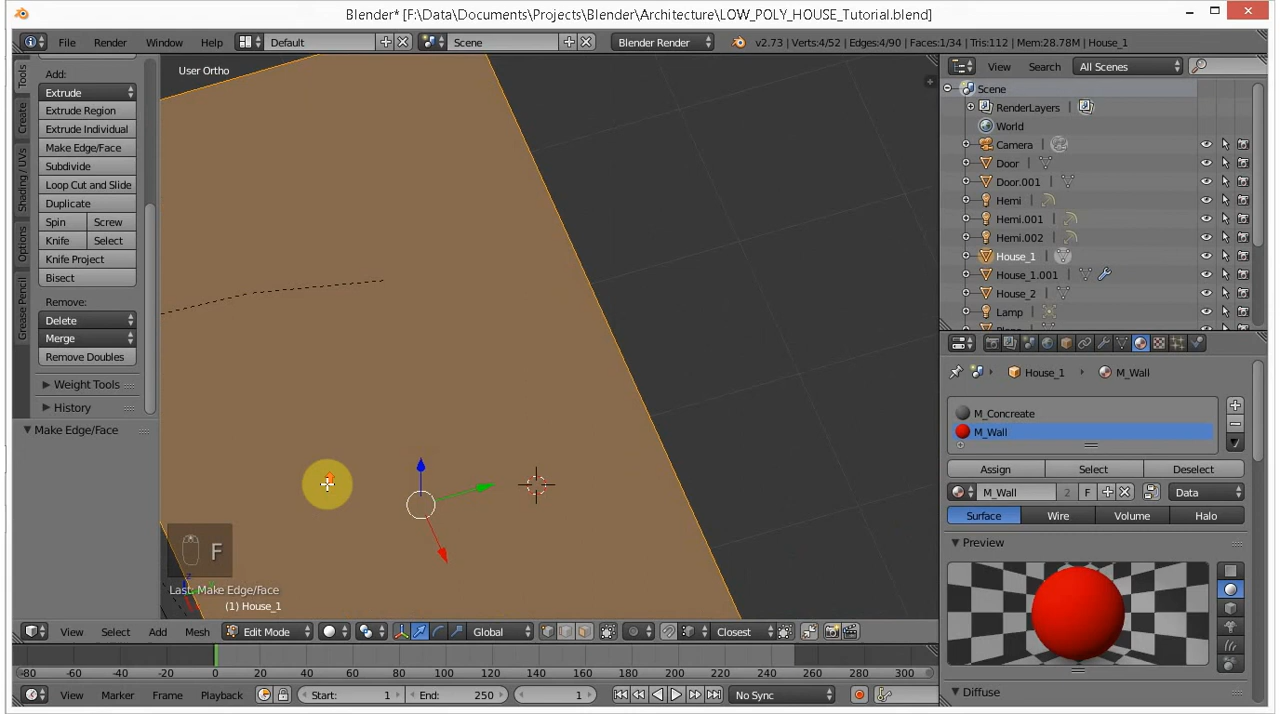 Blender* [F:\Data\Documents\Projects\Blender\Architecture\LOW_POLY_HOUSE_Tutorial.blend]
File Render Window Help Default Scene Blender Render v2.73 | Verts:4/52 | Edges:4/90 | Faces:1/34 | Tris:112 | Mem:28.78M | House_1
Tools
Create
Shading / UVs
Options
Grease Pencil
Add:
Extrude
Extrude Region
Extrude Individual
Make Edge/Face
Subdivide
Loop Cut and Slide
Duplicate
Spin Screw
Knife Select
Knife Project
Bisect
Remove:
Delete
Merge
Remove Doubles
Weight Tools
History
Make Edge/Face
User Ortho
F
Last: Make Edge/Face
(1) House_1
View Select Add Mesh Edit Mode Global Closest
-80 -60 -40 -20 0 20 40 60 80 100 120 140 160 180 200 220 240 260 280 300
View Marker Frame Playback Start: 1 End: 250 1 No Sync
View Search All Scenes
Scene
RenderLayers
World
Camera
Door
Door.001
Hemi
Hemi.001
Hemi.002
House_1
House_1.001
House_2
Lamp
House_1 M_Wall
M_Concreate
M_Wall
Assign Select Deselect
M_Wall 2 F Data
Surface Wire Volume Halo
Preview
Diffuse